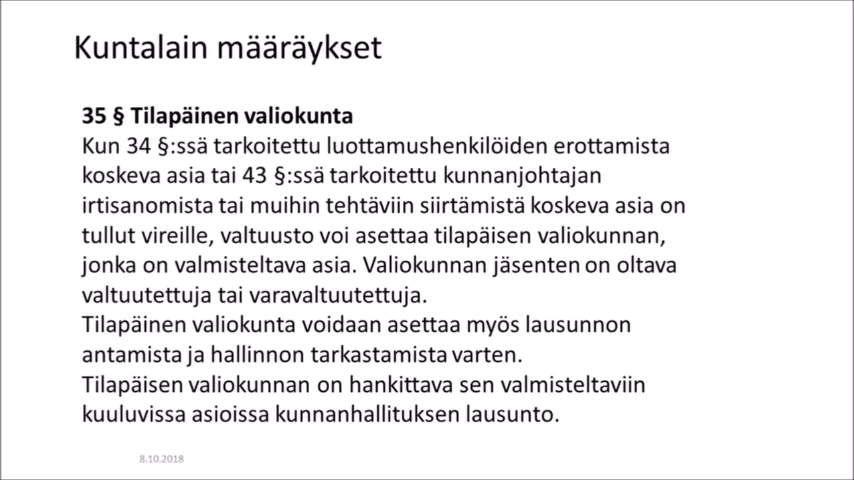 Kuntalain määräykset
35 § Tilapäinen valiokunta
Kun 34 §:ssä tarkoitettu luottamushenkilöiden erottamista
koskeva asia tai 43 §:ssä tarkoitettu kunnanjohtajan
irtisanomista tai muihin tehtäviin siirtämistä koskeva asia on
tullut vireille, valtuusto voi asettaa tilapäisen valiokunnan,
jonka on valmisteltava asia. Valiokunnan jäsenten on oltava
valtuutettuja tai varavaltuutettuja.
Tilapäinen valiokunta voidaan asettaa myös lausunnon
antamista ja hallinnon tarkastamista varten.
Tilapäisen valiokunnan on hankittava sen valmisteltaviin
kuuluvissa asioissa kunnanhallituksen lausunto.
8.10.2018